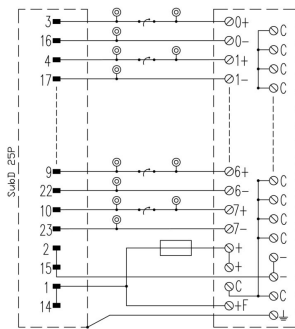 SubD 25P
3 0+ C
16 0- C
4 1+ C
17 1- C
9 6+ C
22 6- C
10 7+ C
23 7- C
2 + -
15 + -
1 C C
14 +F